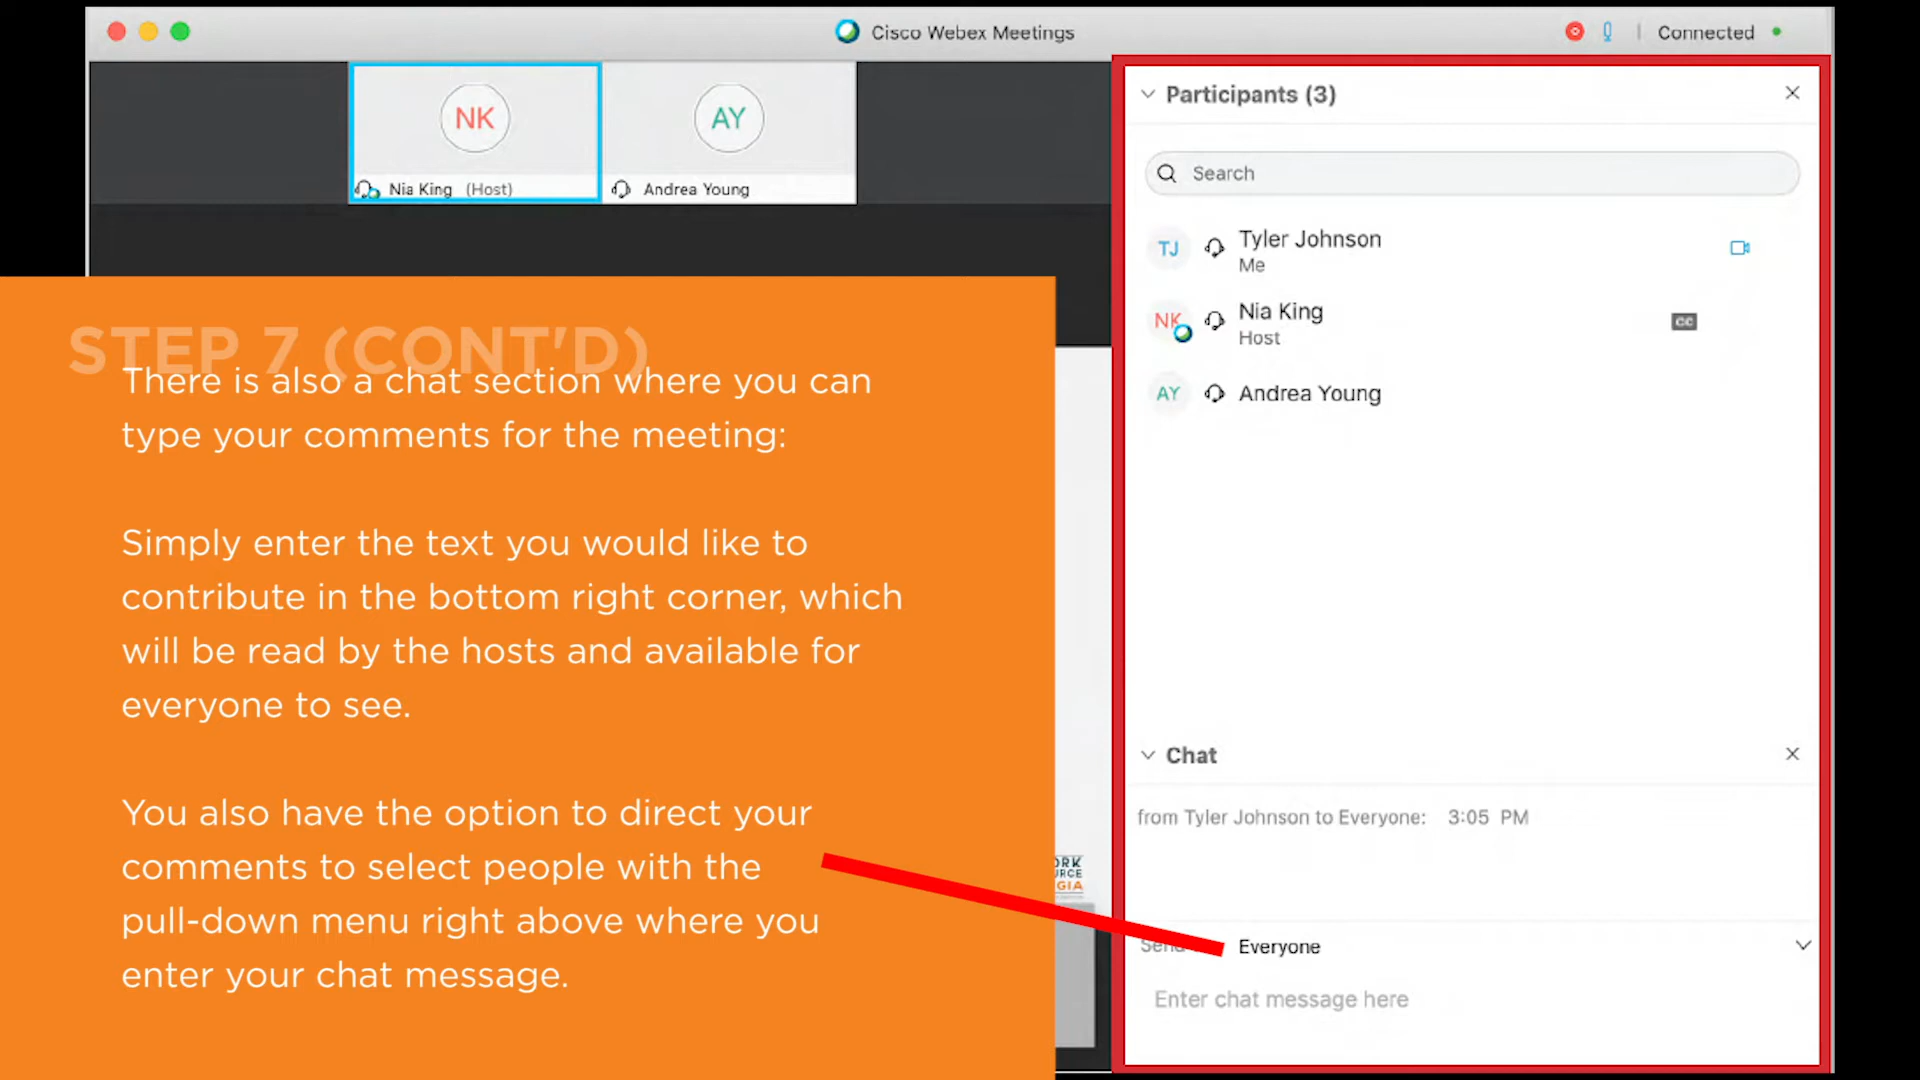 Cisco Webex Meetings
Connected
NK
AY
Nia King (Host)
Andrea Young
Participants (3)
Search
TJ
Tyler Johnson
Me
NK
Nia King
Host
CC
AY
Andrea Young
STEP 7 (CONT'D)
There is also a chat section where you can
type your comments for the meeting:
Simply enter the text you would like to
contribute in the bottom right corner, which
will be read by the hosts and available for
everyone to see.
You also have the option to direct your
comments to select people with the
pull-down menu right above where you
enter your chat message.
Chat
from Tyler Johnson to Everyone: 3:05 PM
Everyone
Enter chat message here